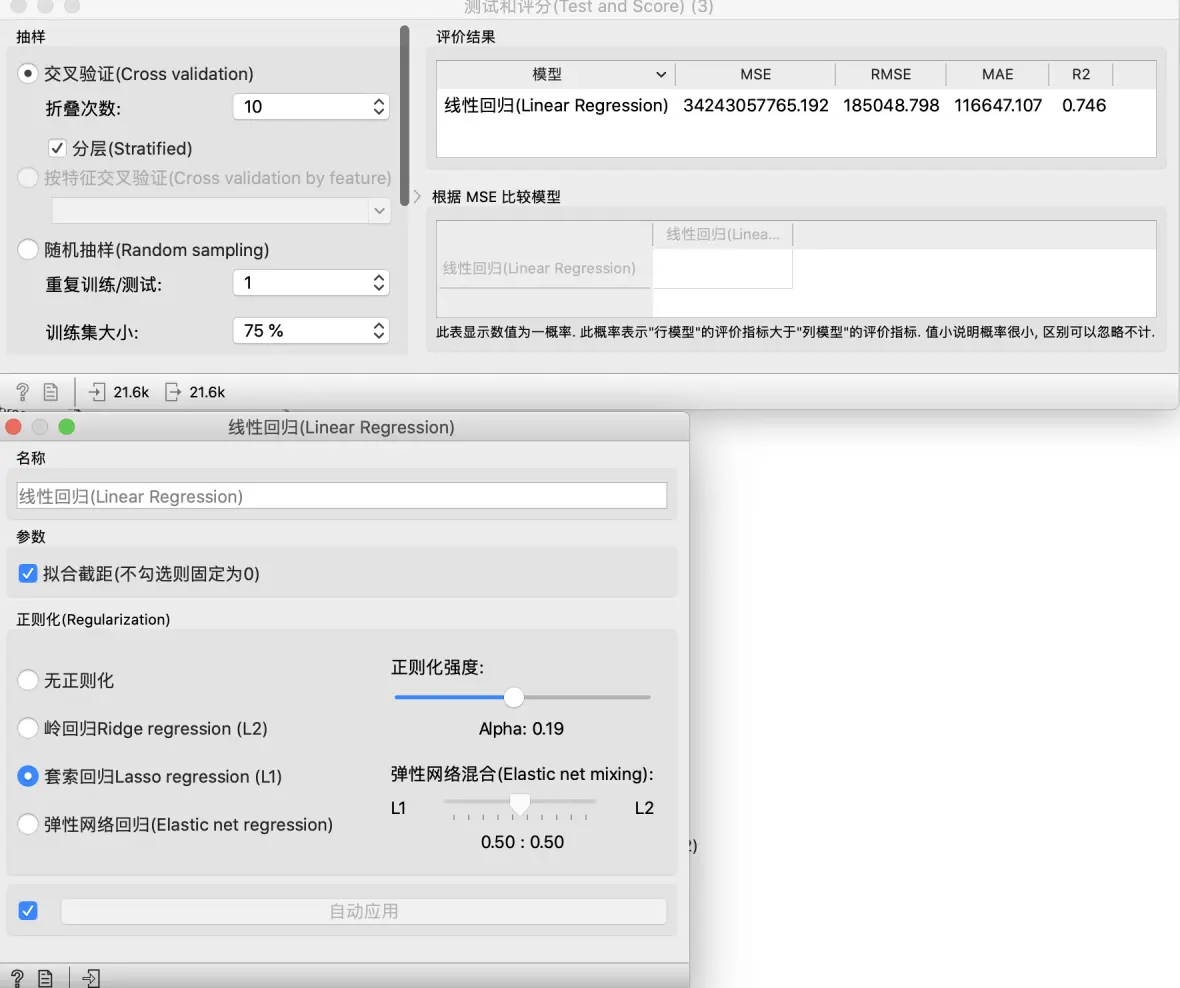 测试和评分(Test and Score) (3)
抽样
交叉验证(Cross validation)
折叠次数: 10
分层(Stratified)
按特征交叉验证(Cross validation by feature)
随机抽样(Random sampling)
重复训练/测试: 1
训练集大小: 75 %
评价结果
模型 MSE RMSE MAE R2
线性回归(Linear Regression) 34243057765.192 185048.798 116647.107 0.746
根据 MSE 比较模型
线性回归(Linea...
线性回归(Linear Regression)
此表显示数值为一概率. 此概率表示"行模型"的评价指标大于"列模型"的评价指标. 值小说明概率很小, 区别可以忽略不计.
? 21.6k 21.6k
线性回归(Linear Regression)
名称
线性回归(Linear Regression)
参数
拟合截距(不勾选则固定为0)
正则化(Regularization)
无正则化
岭回归Ridge regression (L2)
套索回归Lasso regression (L1)
弹性网络回归(Elastic net regression)
正则化强度:
Alpha: 0.19
弹性网络混合(Elastic net mixing):
L1 L2
0.50 : 0.50
2)
自动应用
?